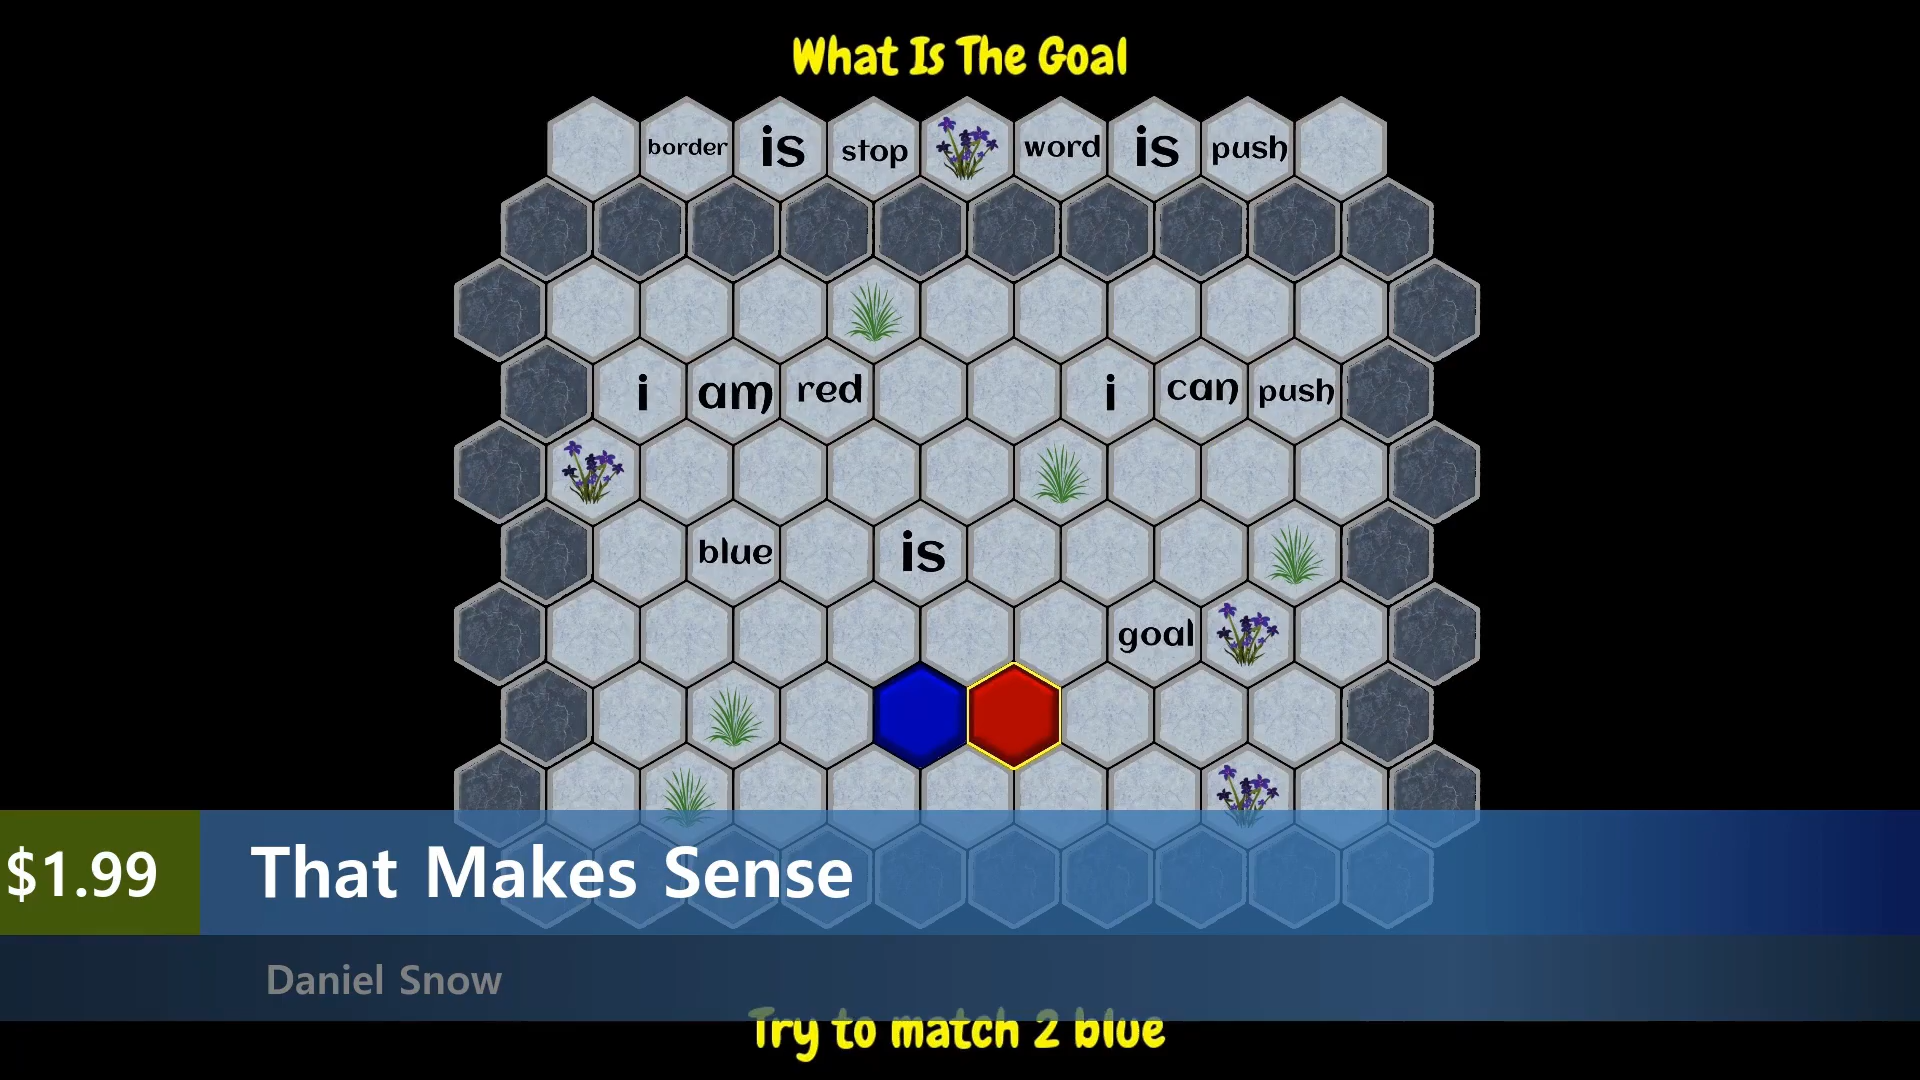 What Is The Goal
border is stop word is push
i am red i can push
blue is
goal
$1.99 That Makes Sense
Daniel Snow
Try to match 2 blue